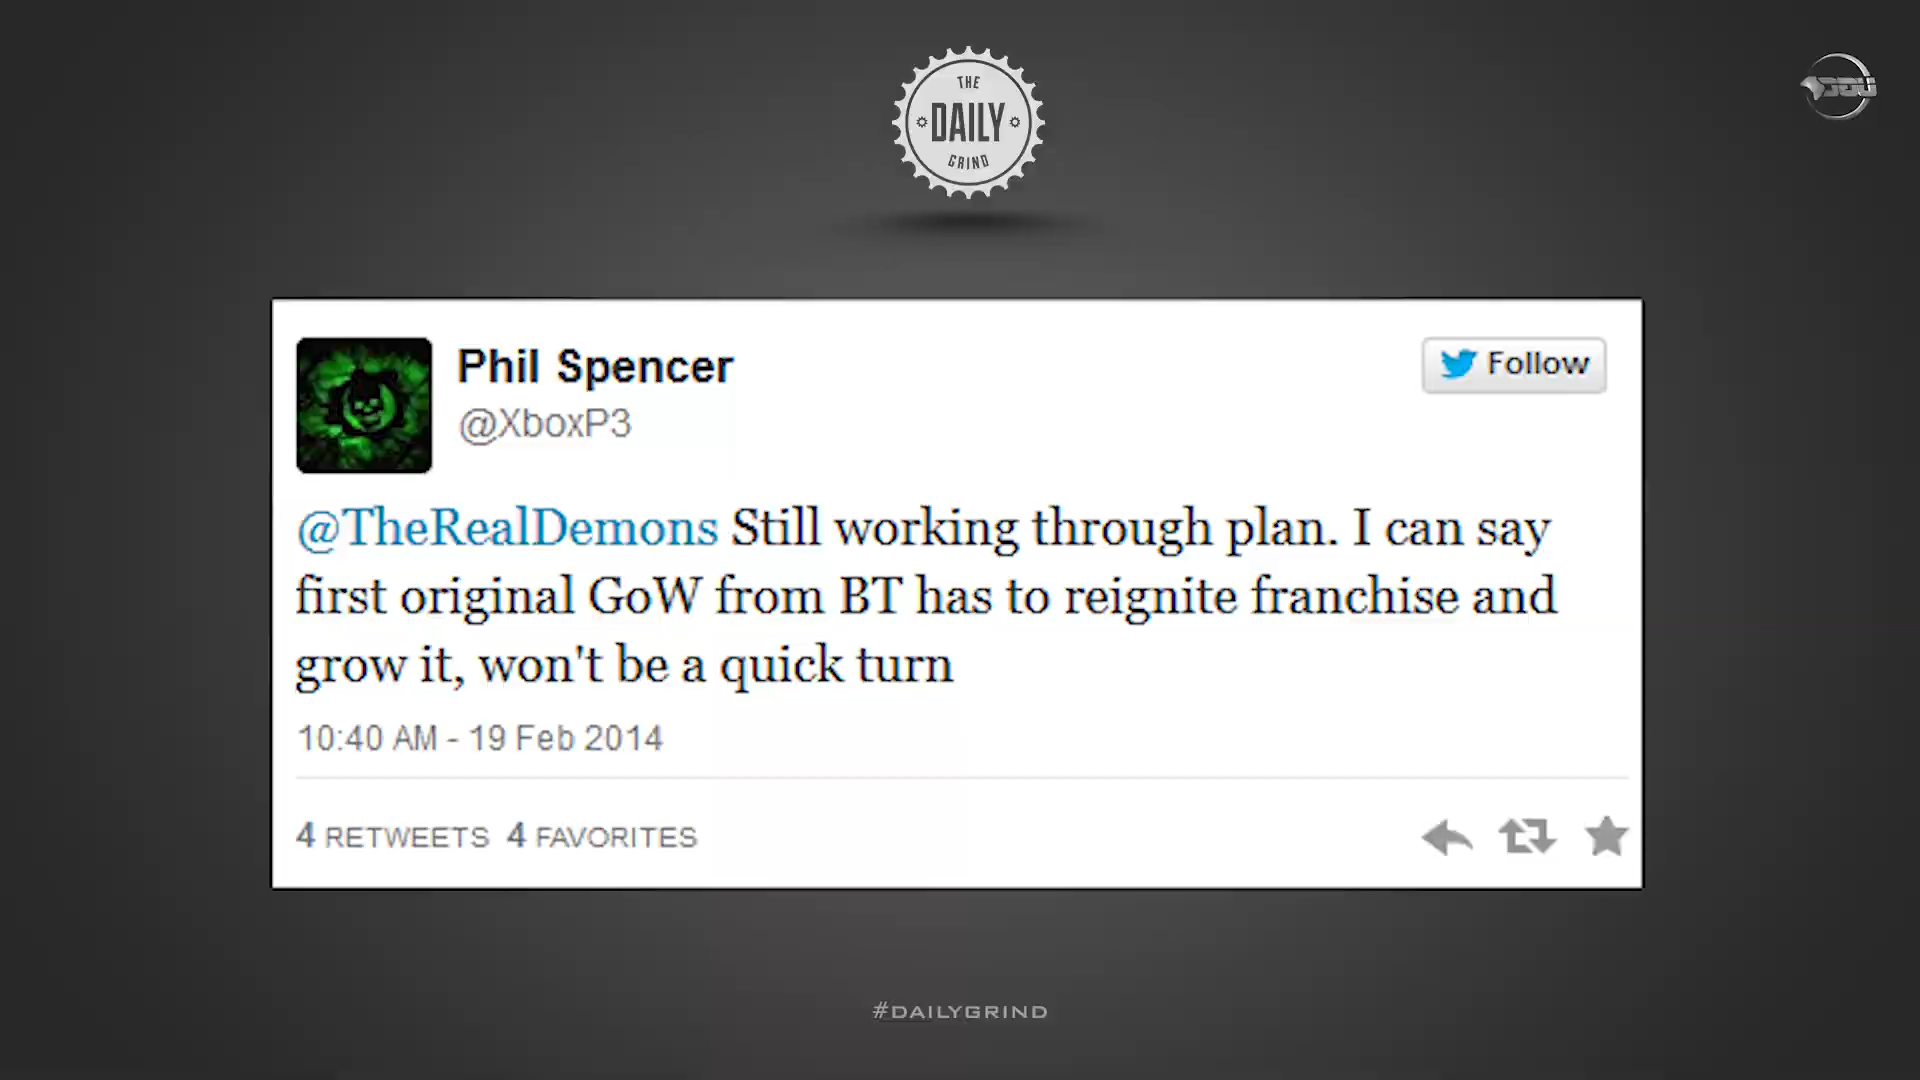 THE
DAILY
GRIND
Phil Spencer
Follow
@XboxP3
@TheRealDemons Still working through plan. I can say
first original GoW from BT has to reignite franchise and
grow it, won't be a quick turn
10:40 AM - 19 Feb 2014
4 RETWEETS 4 FAVORITES
#DAILYGRIND